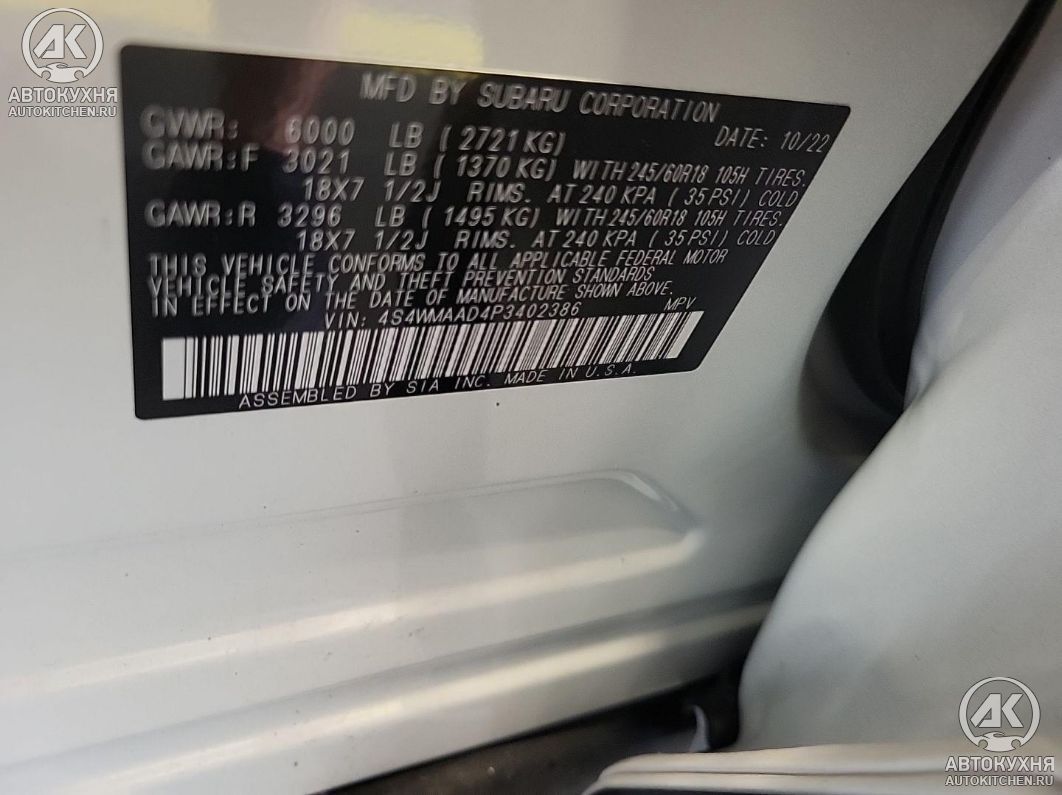 АК
АВТОКУХНЯ
AUTOKITCHEN.RU
MFD BY SUBARU CORPORATION
GVWR: 6000 LB ( 2721KG) DATE: 10/22
GAWR:F 3021 LB ( 1370 KG) WITH 245/60R18 105H TIRES.
18X7 1/2J RIMS. AT 240 KPA ( 35 PSI) COLD
GAWR:R 3296 LB ( 1495 KG) WITH 245/60R18 105H TIRES.
18X7 1/2J RIMS. AT 240 KPA ( 35 PSI) COLD
THIS VEHICLE CONFORMS TO ALL APPLICABLE FEDERAL MOTOR
VEHICLE SAFETY AND THEFT PREVENTION STANDARDS
IN EFFECT ON THE DATE OF MANUFACTURE SHOWN ABOVE.
VIN: 4S4WMAAD4P3402386 MPV
ASSEMBLED BY SIA INC. MADE IN U.S.A.
АК
АВТОКУХНЯ
AUTOKITCHEN.RU